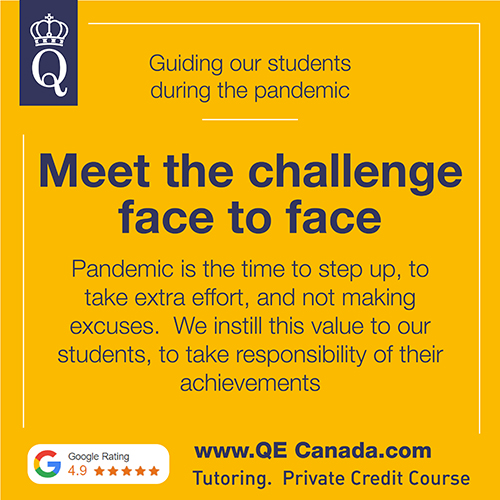 Q
Guiding our students
during the pandemic
Meet the challenge
face to face
Pandemic is the time to step up, to
take extra effort, and not making
excuses.  We instill this value to our
students, to take responsibility of their
achievements
Google Rating
4.9
www.QE Canada.com
Tutoring.  Private Credit Course